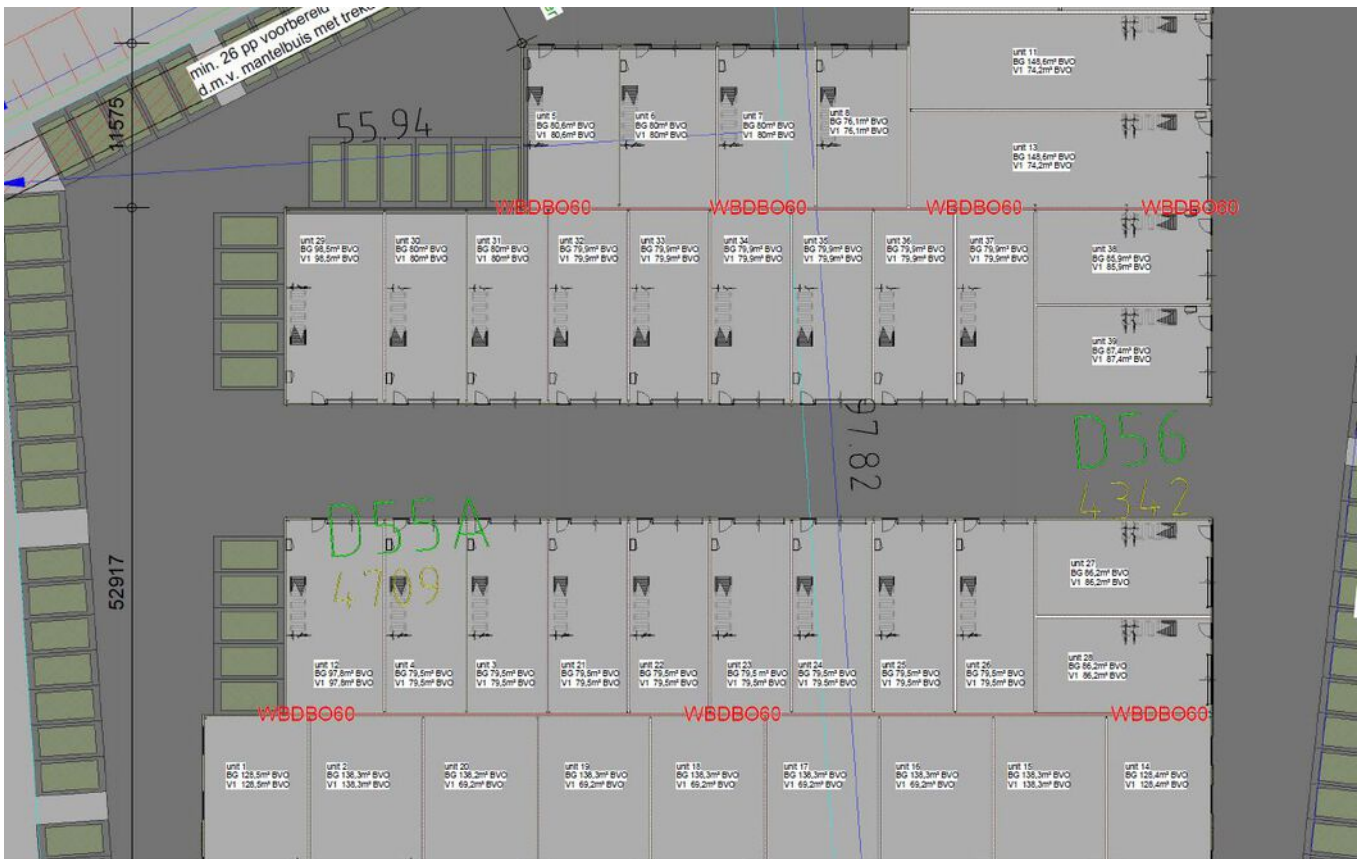 min. 26 pp voorbereid
d.m.v. mantelbuis met trek
11575
55.94
unit 5
BG 80,6m² BVO
V1 80,6m² BVO
unit 6
BG 80m² BVO
V1 80m² BVO
unit 7
BG 80m² BVO
V1 80m² BVO
unit 8
BG 76,1m² BVO
V1 76,1m² BVO
unit 11
BG 148,6m² BVO
V1 74,2m² BVO
unit 13
BG 148,6m² BVO
V1 74,2m² BVO
WBDBO60
WBDBO60
WBDBO60
WBDBO60
unit 29
BG 98,5m² BVO
V1 98,5m² BVO
unit 30
BG 80m² BVO
V1 80m² BVO
unit 31
BG 80m² BVO
V1 80m² BVO
unit 32
BG 79,9m² BVO
V1 79,9m² BVO
unit 33
BG 79,9m² BVO
V1 79,9m² BVO
unit 34
BG 79,9m² BVO
V1 79,9m² BVO
unit 35
BG 79,9m² BVO
V1 79,9m² BVO
unit 36
BG 79,9m² BVO
V1 79,9m² BVO
unit 37
BG 79,9m² BVO
V1 79,9m² BVO
unit 38
BG 85,9m² BVO
V1 85,9m² BVO
unit 39
BG 87,4m² BVO
V1 87,4m² BVO
97.82
D56
4342
D55A
4709
52917
unit 27
BG 86,2m² BVO
V1 86,2m² BVO
unit 12
BG 97,8m² BVO
V1 97,8m² BVO
unit 4
BG 79,5m² BVO
V1 79,5m² BVO
unit 3
BG 79,5m² BVO
V1 79,5m² BVO
unit 21
BG 79,5m² BVO
V1 79,5m² BVO
unit 22
BG 79,5m² BVO
V1 79,5m² BVO
unit 23
BG 79,5 m² BVO
V1 79,5m² BVO
unit 24
BG 79,5m² BVO
V1 79,5m² BVO
unit 25
BG 79,5m² BVO
V1 79,5m² BVO
unit 26
BG 79,5m² BVO
V1 79,5m² BVO
unit 28
BG 86,2m² BVO
V1 86,2m² BVO
WBDBO60
WBDBO60
WBDBO60
unit 1
BG 128,5m² BVO
V1 128,5m² BVO
unit 2
BG 138,3m² BVO
V1 138,3m² BVO
unit 20
BG 138,2m² BVO
V1 69,2m² BVO
unit 19
BG 138,3m² BVO
V1 69,2m² BVO
unit 18
BG 138,3m² BVO
V1 69,2m² BVO
unit 17
BG 138,3m² BVO
V1 69,2m² BVO
unit 16
BG 138,3m² BVO
V1 69,2m² BVO
unit 15
BG 138,3m² BVO
V1 138,3m² BVO
unit 14
BG 128,4m² BVO
V1 128,4m² BVO